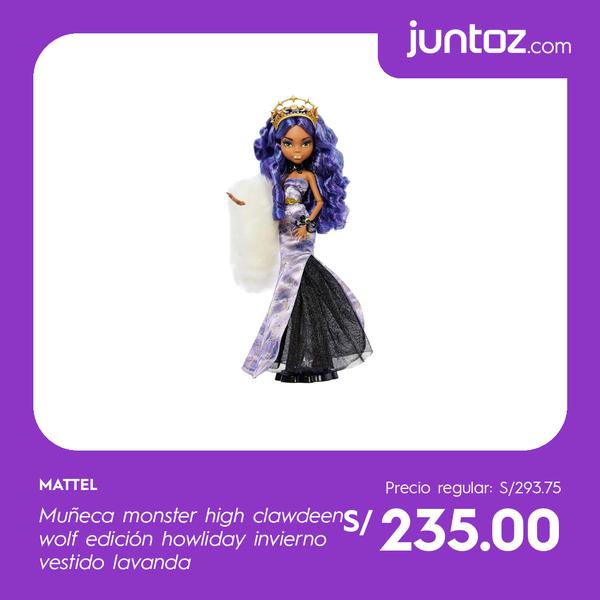 juntoz.com
MATTEL
Muñeca monster high clawdeen
wolf edición howliday invierno
vestido lavanda
Precio regular: S/293.75
S/ 235.00